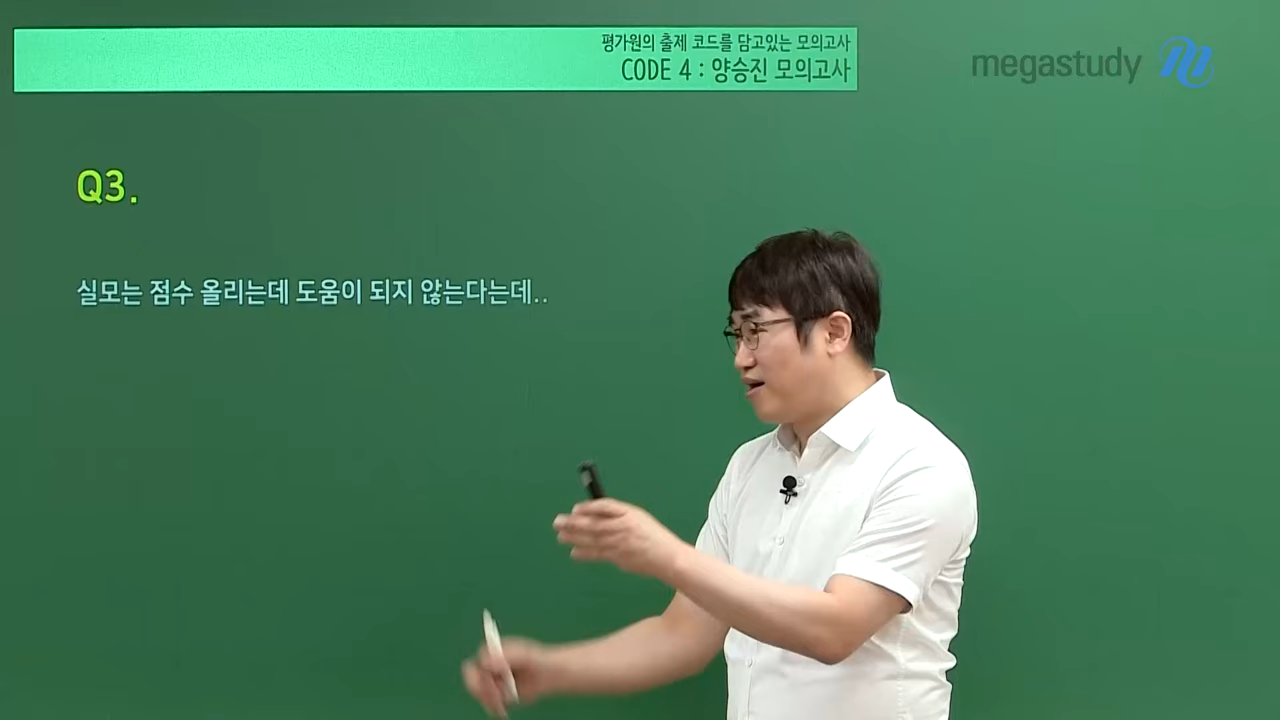 평가원의 출제 코드를 담고있는 모의고사
CODE 4 : 양승진 모의고사
megastudy
Q3.
실모는 점수 올리는데 도움이 되지 않는다는데..